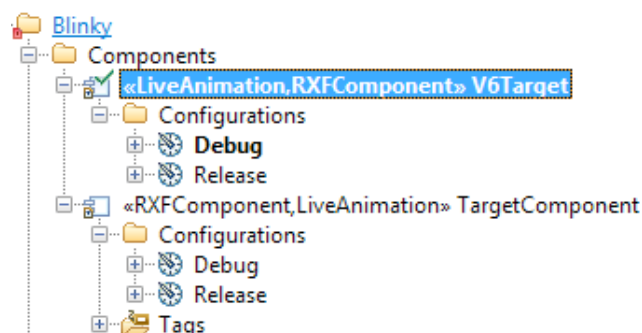 Blinky
Components
«LiveAnimation,RXFComponent» V6Target
Configurations
Debug
Release
«RXFComponent,LiveAnimation» TargetComponent
Configurations
Debug
Release
Tags